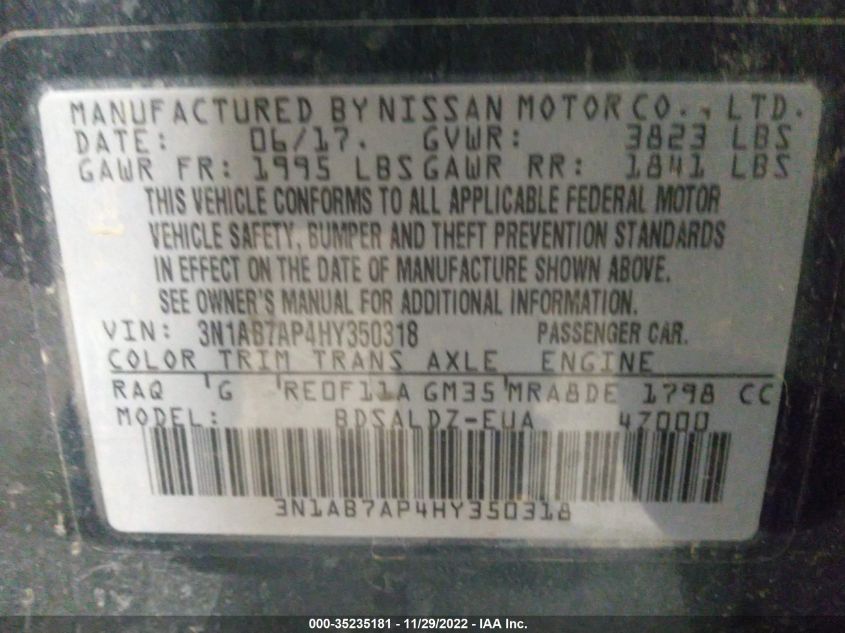 MANUFACTURED BY NISSAN MOTOR CO., LTD.
DATE: 06/17. GVWR: 3823 LBS
GAWR FR: 1995 LBS GAWR RR: 1841 LBS
THIS VEHICLE CONFORMS TO ALL APPLICABLE FEDERAL MOTOR
VEHICLE SAFETY, BUMPER AND THEFT PREVENTION STANDARDS
IN EFFECT ON THE DATE OF MANUFACTURE SHOWN ABOVE.
SEE OWNER'S MANUAL FOR ADDITIONAL INFORMATION.
VIN: 3N1AB7AP4HY350318 PASSENGER CAR.
COLOR TRIM TRANS AXLE ENGINE
RAQ G RE0F11A GM35 MRA8DE 1798 CC
MODEL: BDSALDZ-EUA 47000
3N1AB7AP4HY350318
000-35235181 - 11/29/2022 - IAA Inc.